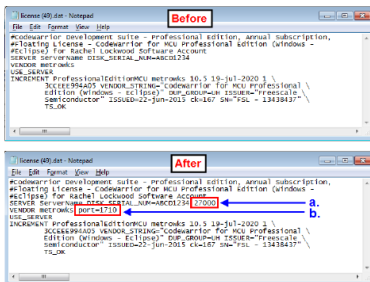 Before
license (49).dat - Notepad
File Edit Format View Help
#CodeWarrior Development Suite - Professional Edition, Annual Subscription,
#Floating License - CodeWarrior for MCU Professional Edition (Windows -
#Eclipse) for Rachel Lockwood Software Account
SERVER ServerName DISK_SERIAL_NUM=ABCD1234
VENDOR metrowks
USE_SERVER
INCREMENT ProfessionalEditionMCU metrowks 10.5 19-jul-2020 1 \
3CCEEE994AD5 VENDOR_STRING="CodeWarrior for MCU Professional \
Edition (Windows - Eclipse)" DUP_GROUP=UH ISSUER="Freescale \
Semiconductor" ISSUED=22-jun-2015 ck=167 SN="FSL - 13438437" \
TS_OK
After
license (49).dat - Notepad
File Edit Format View Help
#CodeWarrior Development Suite - Professional Edition, Annual Subscription,
#Floating License - CodeWarrior for MCU Professional Edition (Windows -
#Eclipse) for Rachel Lockwood Software Account
SERVER ServerName DISK_SERIAL_NUM=ABCD1234 27000 a.
VENDOR metrowks port=1710 b.
USE_SERVER
INCREMENT ProfessionalEditionMCU metrowks 10.5 19-jul-2020 1 \
3CCEEE994AD5 VENDOR_STRING="CodeWarrior for MCU Professional \
Edition (Windows - Eclipse)" DUP_GROUP=UH ISSUER="Freescale \
Semiconductor" ISSUED=22-jun-2015 ck=167 SN="FSL - 13438437" \
TS_OK